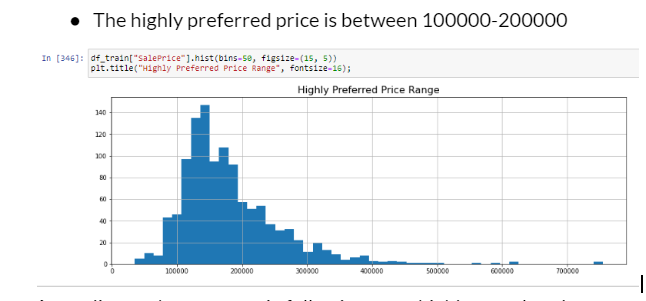 ● The highly preferred price is between 100000-200000
In [346]: df_train["SalePrice"].hist(bins=50, figsize=(15, 5))
plt.title("Highly Preferred Price Range", fontsize=16);
Highly Preferred Price Range
140
120
100
80
60
40
20
0
0 100000 200000 300000 400000 500000 600000 700000